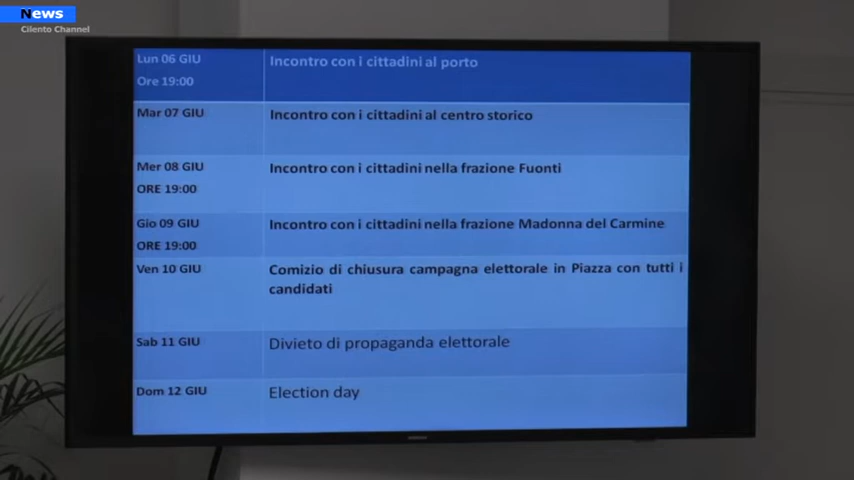 News
Cilento Channel
Lun 06 GIU
Ore 19:00
Incontro con i cittadini al porto
Mar 07 GIU
Incontro con i cittadini al centro storico
Mer 08 GIU
ORE 19:00
Incontro con i cittadini nella frazione Fuonti
Gio 09 GIU
ORE 19:00
Incontro con i cittadini nella frazione Madonna del Carmine
Ven 10 GIU
Comizio di chiusura campagna elettorale in Piazza con tutti i
candidati
Sab 11 GIU
Divieto di propaganda elettorale
Dom 12 GIU
Election day